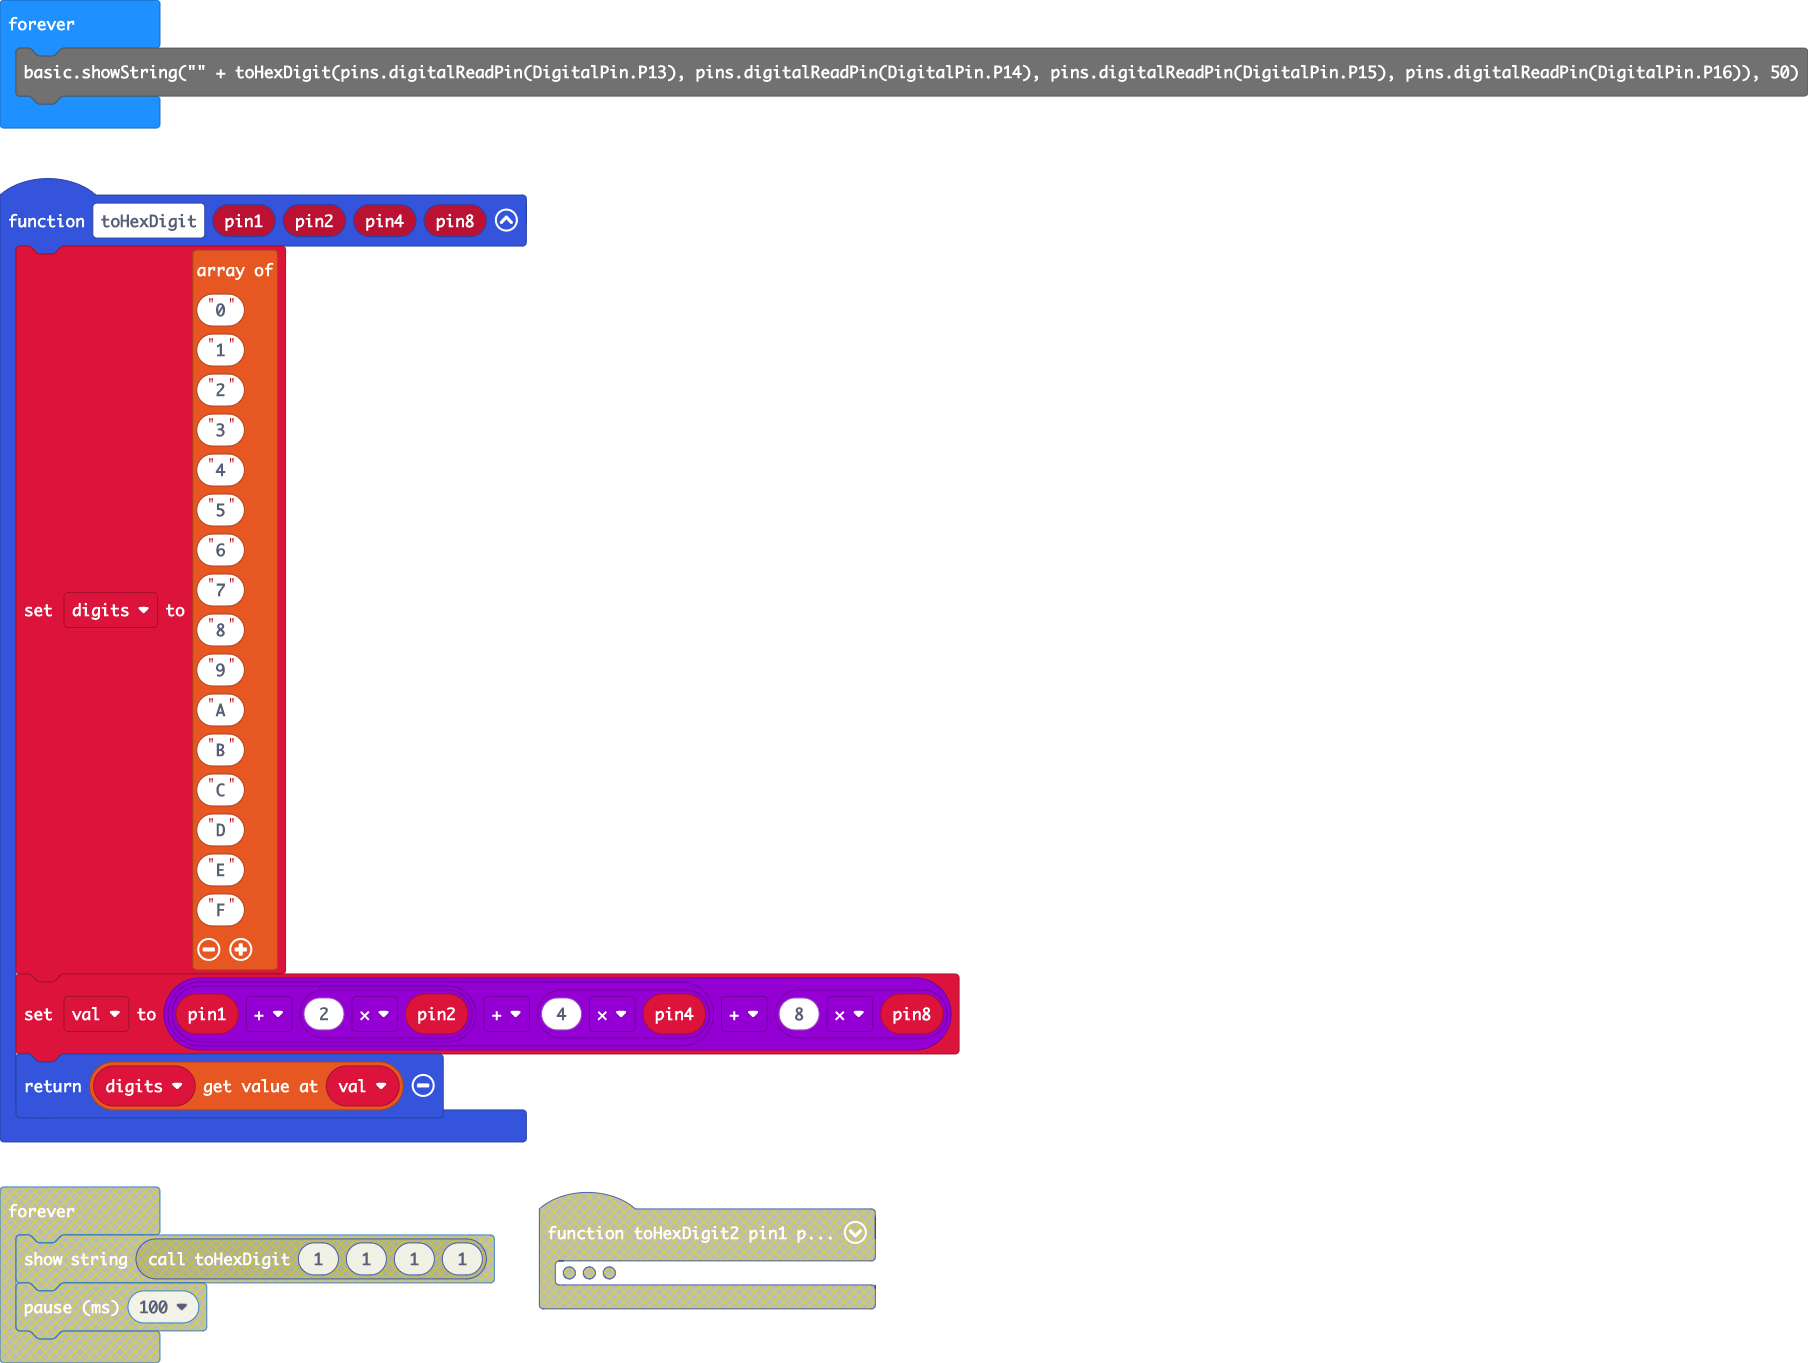 forever
basic.showString("" + toHexDigit(pins.digitalReadPin(DigitalPin.P13), pins.digitalReadPin(DigitalPin.P14), pins.digitalReadPin(DigitalPin.P15), pins.digitalReadPin(DigitalPin.P16)), 50)
function toHexDigit pin1 pin2 pin4 pin8
array of
"0"
"1"
"2"
"3"
"4"
"5"
"6"
"7"
set digits to
"8"
"9"
"A"
"B"
"C"
"D"
"E"
"F"
set val to pin1 + 2 × pin2 + 4 × pin4 + 8 × pin8
return digits get value at val
forever
show string call toHexDigit 1 1 1 1
pause (ms) 100
function toHexDigit2 pin1 p...